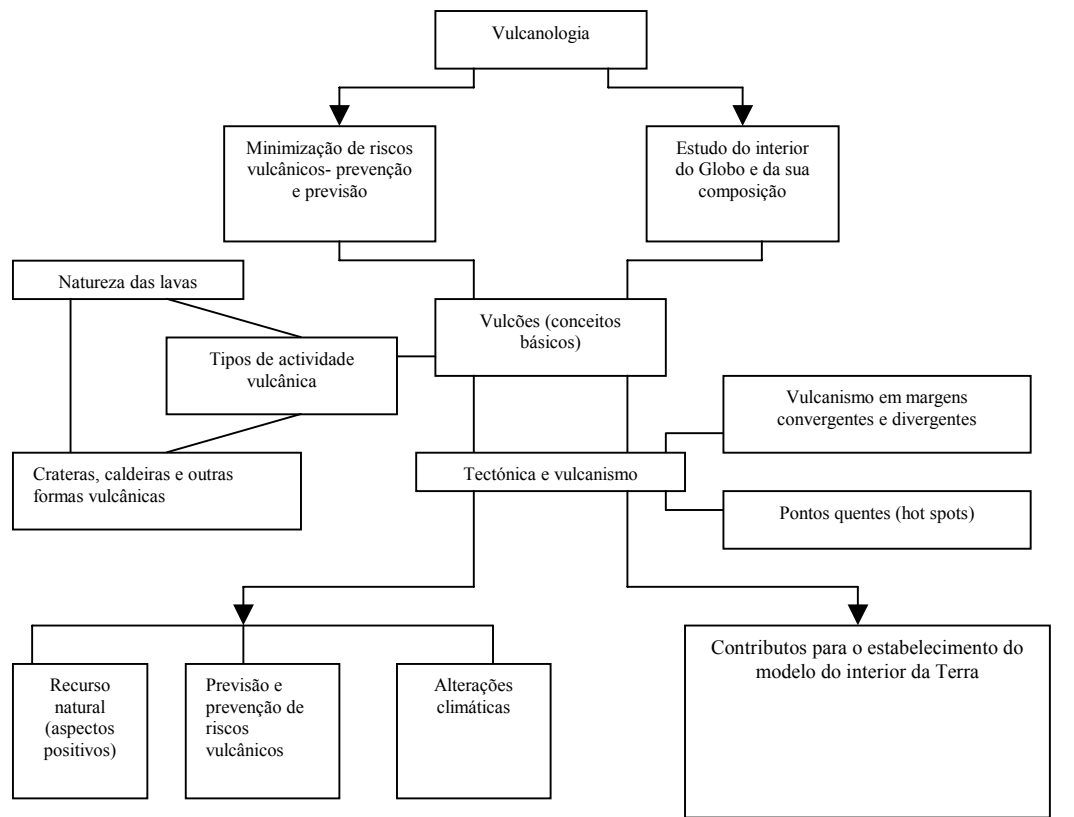 Vulcanologia
Minimização de riscos
vulcânicos- prevenção
e previsão
Estudo do interior
do Globo e da sua
composição
Natureza das lavas
Vulcões (conceitos
básicos)
Tipos de actividade
vulcânica
Vulcanismo em margens
convergentes e divergentes
Crateras, caldeiras e outras
formas vulcânicas
Tectónica e vulcanismo
Pontos quentes (hot spots)
Recurso
natural
(aspectos
positivos)
Previsão e
prevenção de
riscos
vulcânicos
Alterações
climáticas
Contributos para o estabelecimento do
modelo do interior da Terra